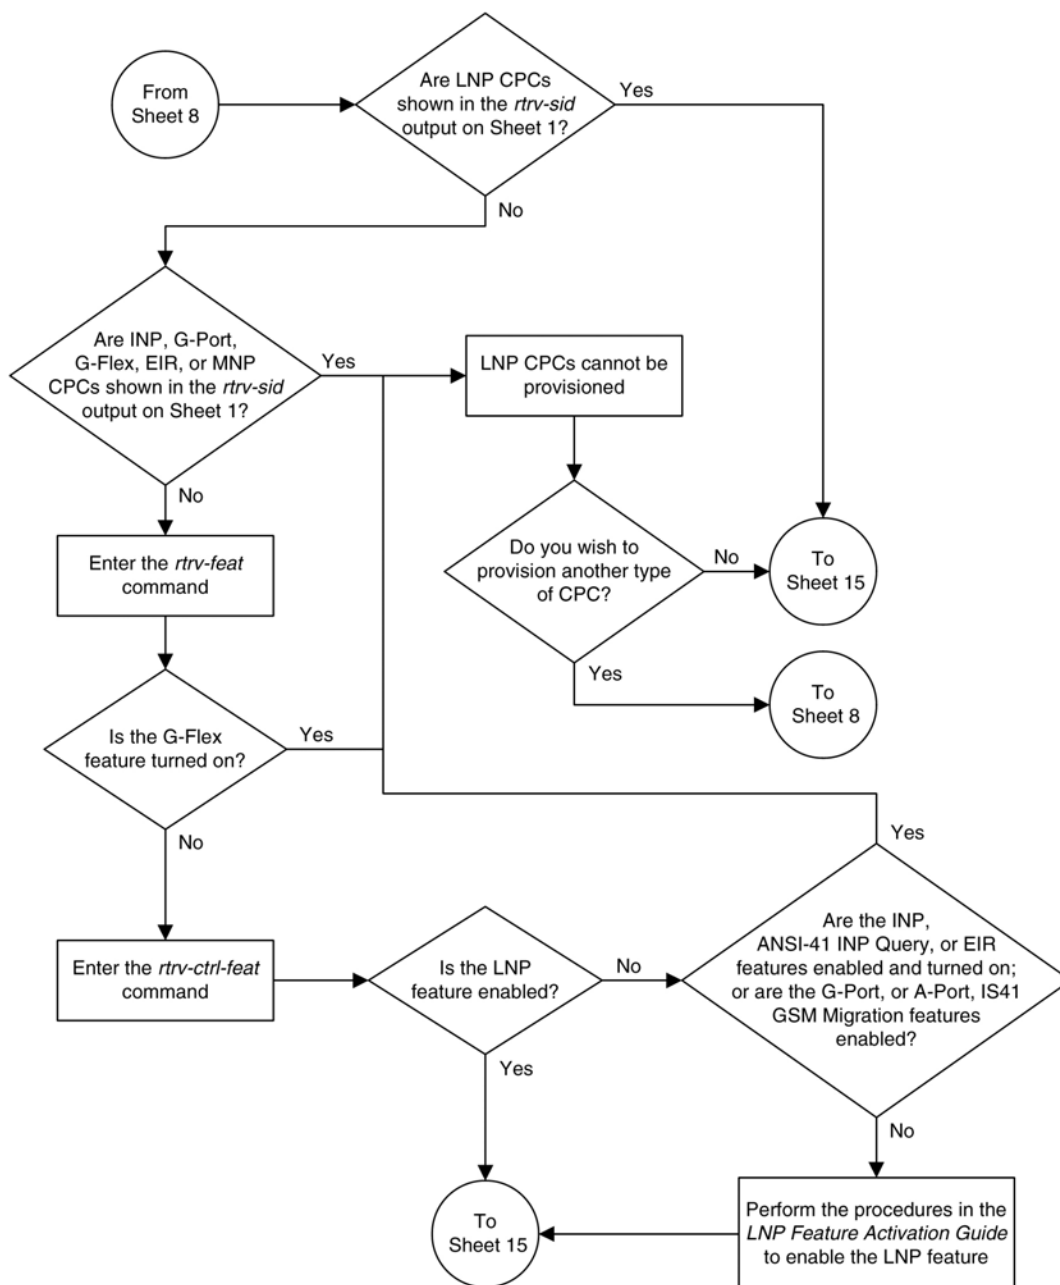 From
Sheet 8
Are LNP CPCs
shown in the rtrv-sid
output on Sheet 1?
Yes
No
Are INP, G-Port,
G-Flex, EIR, or MNP
CPCs shown in the rtrv-sid
output on Sheet 1?
Yes
LNP CPCs cannot be
provisioned
No
Enter the rtrv-feat
command
Do you wish to
provision another type
of CPC?
No
To
Sheet 15
Yes
To
Sheet 8
Is the G-Flex
feature turned on?
Yes
No
Yes
Enter the rtrv-ctrl-feat
command
Is the LNP
feature enabled?
No
Are the INP,
ANSI-41 INP Query, or EIR
features enabled and turned on;
or are the G-Port, or A-Port, IS41
GSM Migration features
enabled?
Yes
No
To
Sheet 15
Perform the procedures in the
LNP Feature Activation Guide
to enable the LNP feature